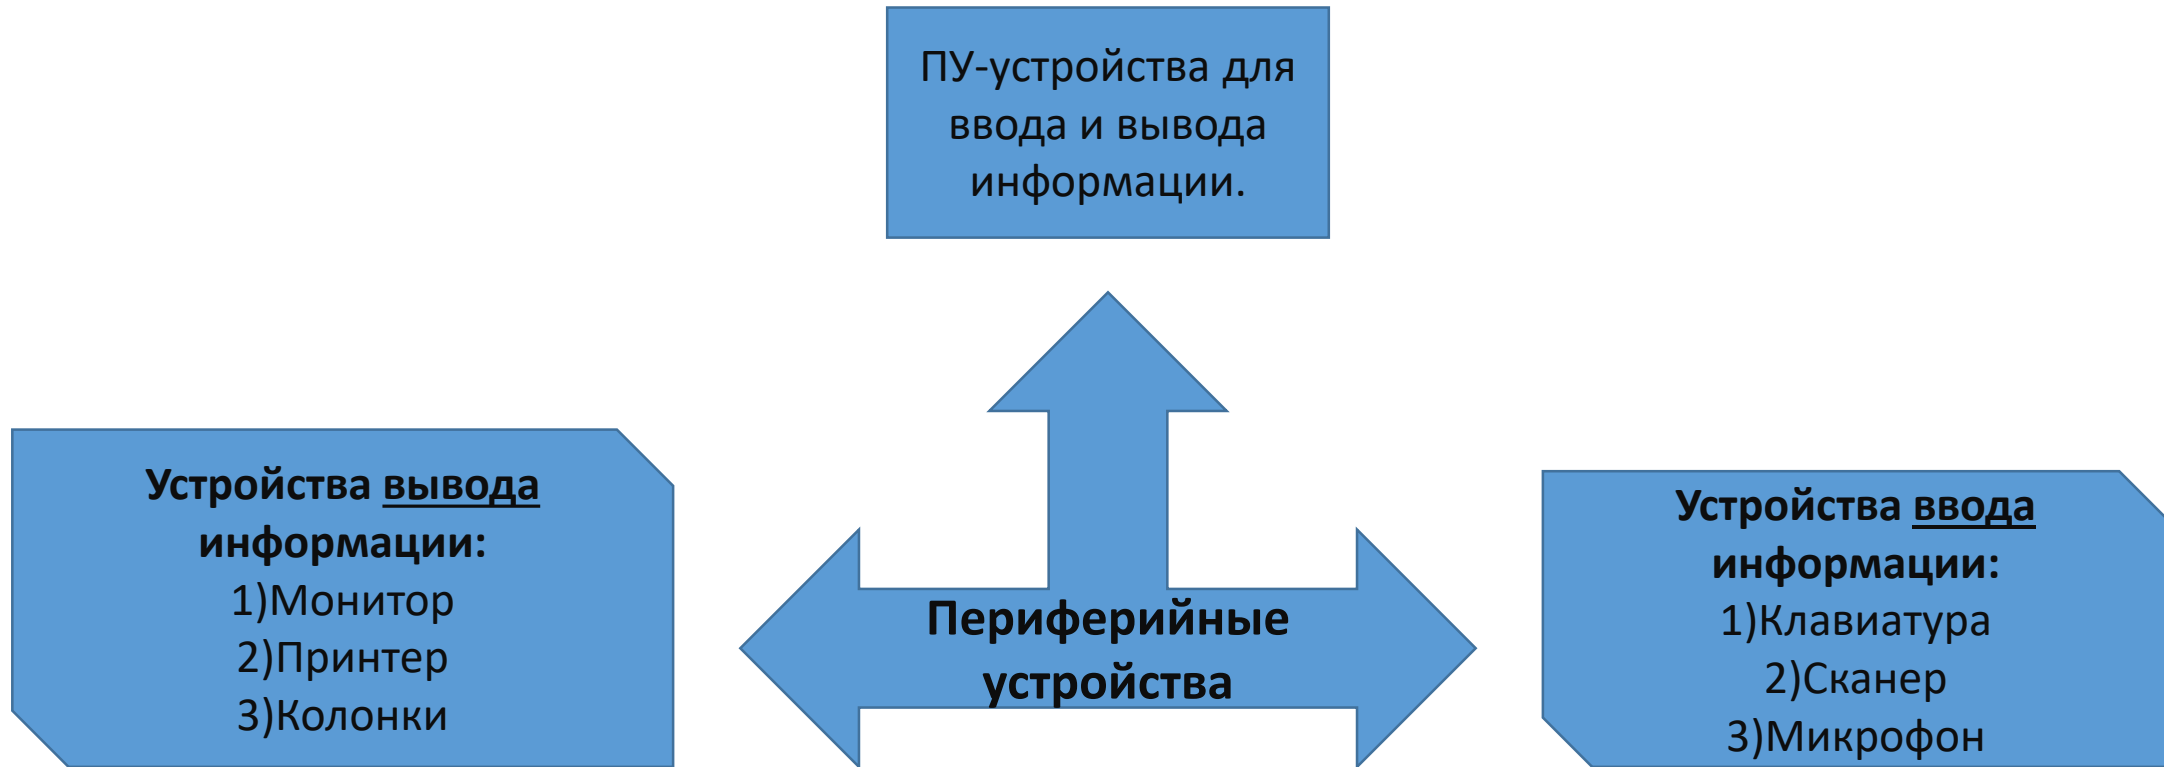 ПУ-устройства для
ввода и вывода
информации.
Устройства вывода
информации:
1)Монитор
2)Принтер
3)Колонки
Периферийные
устройства
Устройства ввода
информации:
1)Клавиатура
2)Сканер
3)Микрофон